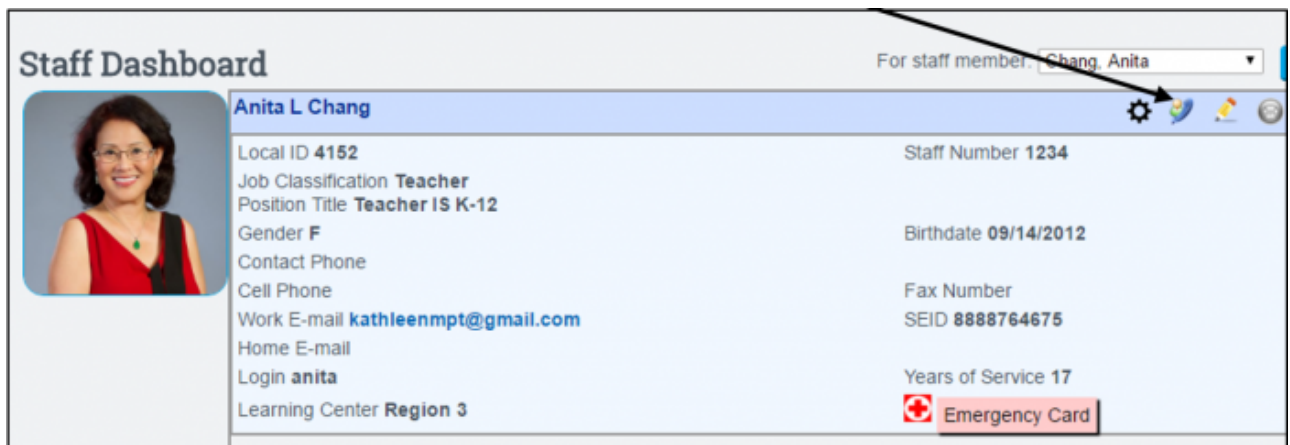 Staff Dashboard
For staff member: Chang, Anita
Anita L Chang
Local ID 4152 Staff Number 1234
Job Classification Teacher
Position Title Teacher IS K-12
Gender F Birthdate 09/14/2012
Contact Phone
Cell Phone Fax Number
Work E-mail kathleenmpt@gmail.com SEID 8888764675
Home E-mail
Login anita Years of Service 17
Learning Center Region 3 Emergency Card